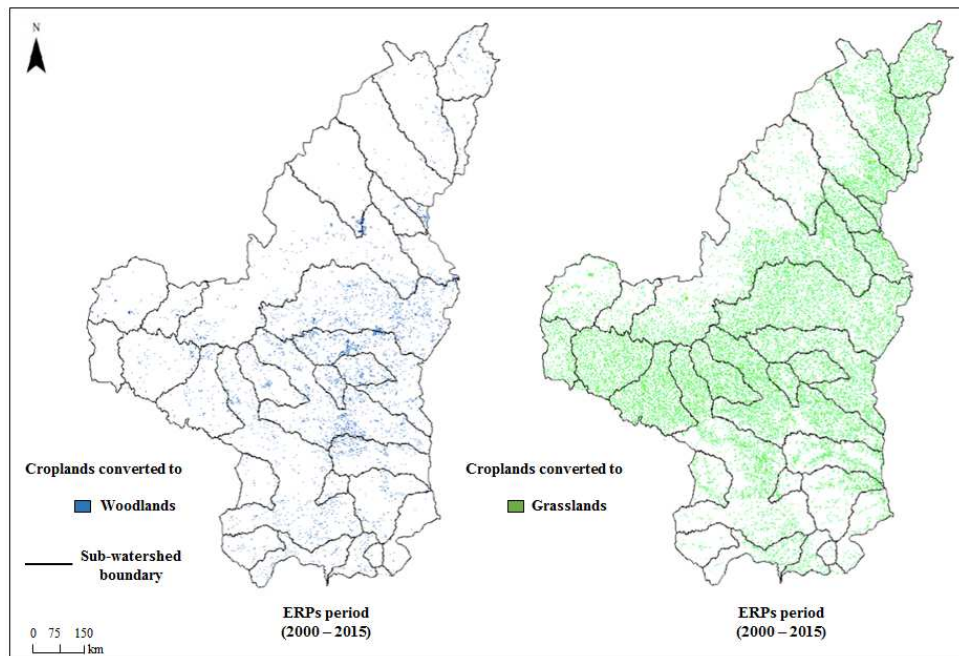 N
Croplands converted to
Woodlands
Sub-watershed
boundary
0 75 150
km
ERPs period
(2000 – 2015)
Croplands converted to
Grasslands
ERPs period
(2000 – 2015)